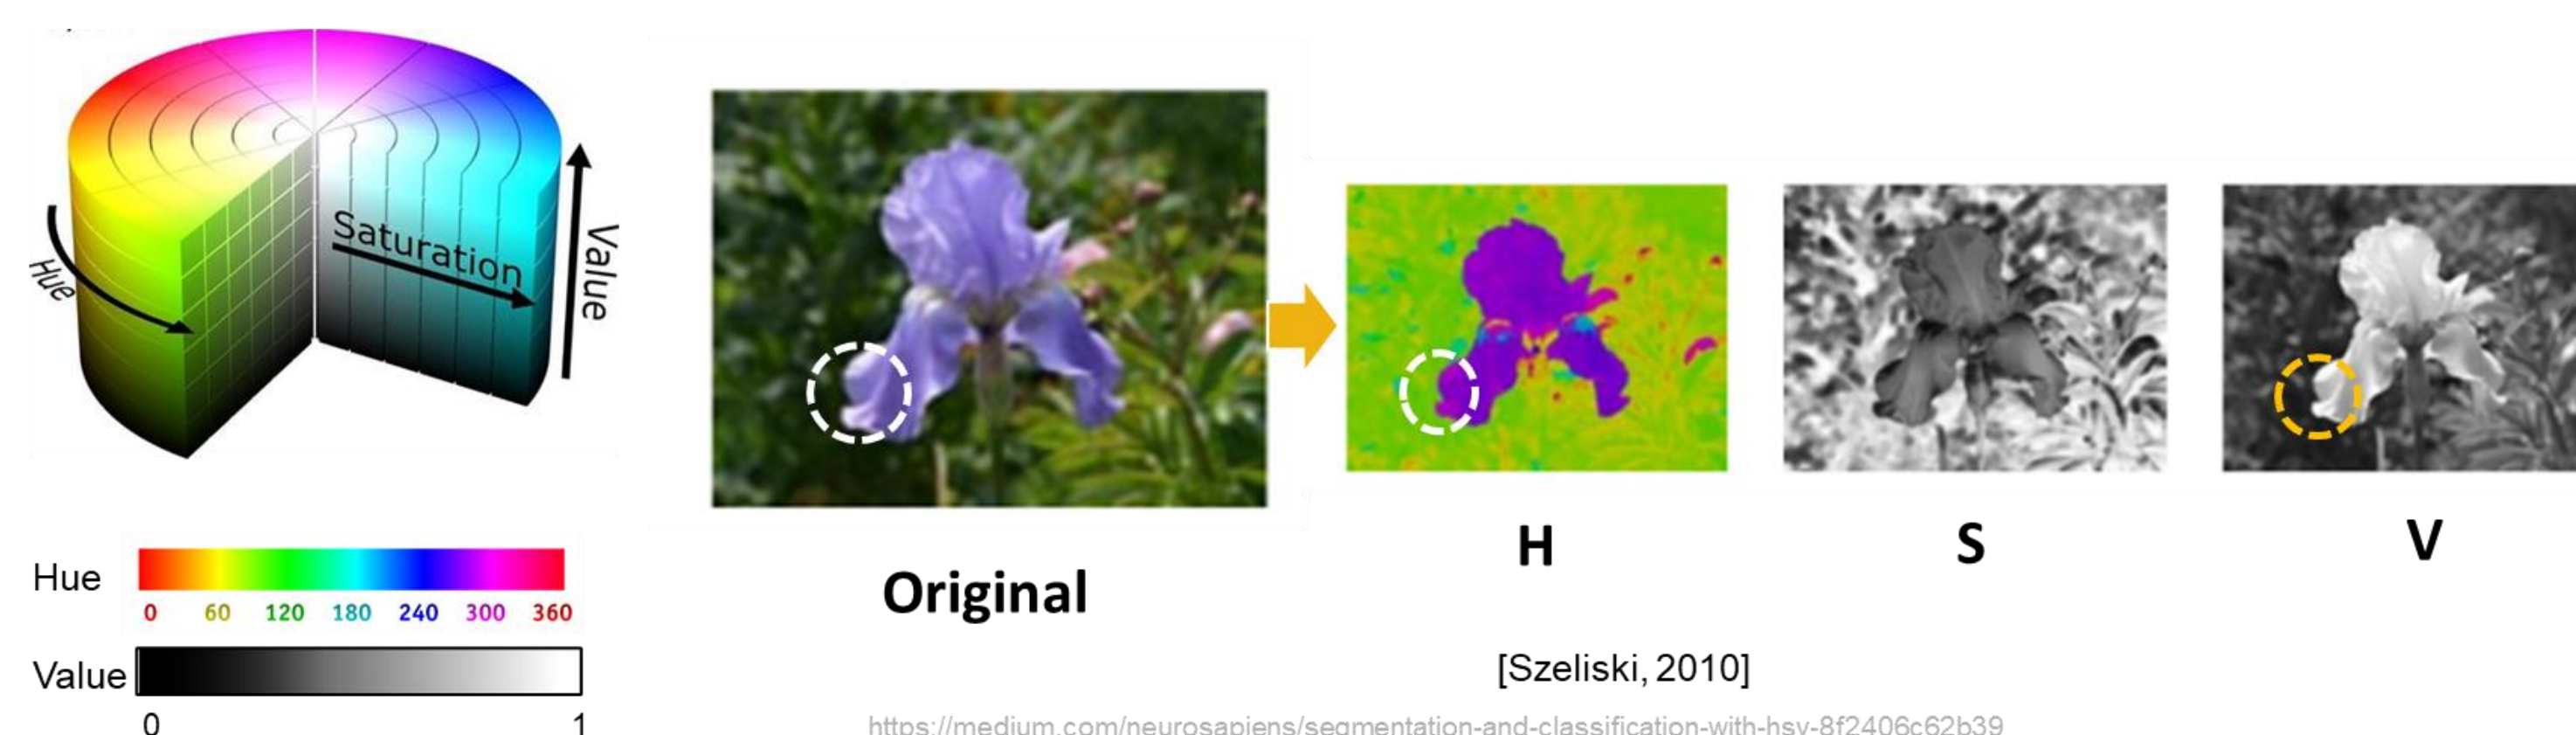 Hue
Saturation
Value
Hue
0 60 120 180 240 300 360
Value
0 1
Original
H
S
V
[Szeliski, 2010]
https://medium.com/neurosapiens/segmentation-and-classification-with-hsv-8f2406c62b39